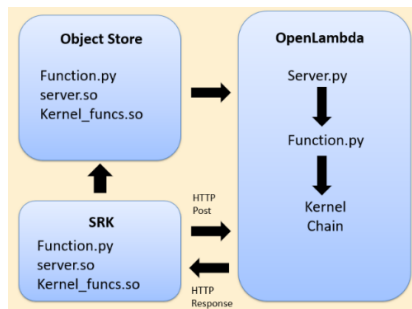 Object Store
Function.py
server.so
Kernel_funcs.so
OpenLambda
Server.py
Function.py
Kernel
Chain
SRK
Function.py
server.so
Kernel_funcs.so
HTTP
Post
HTTP
Response